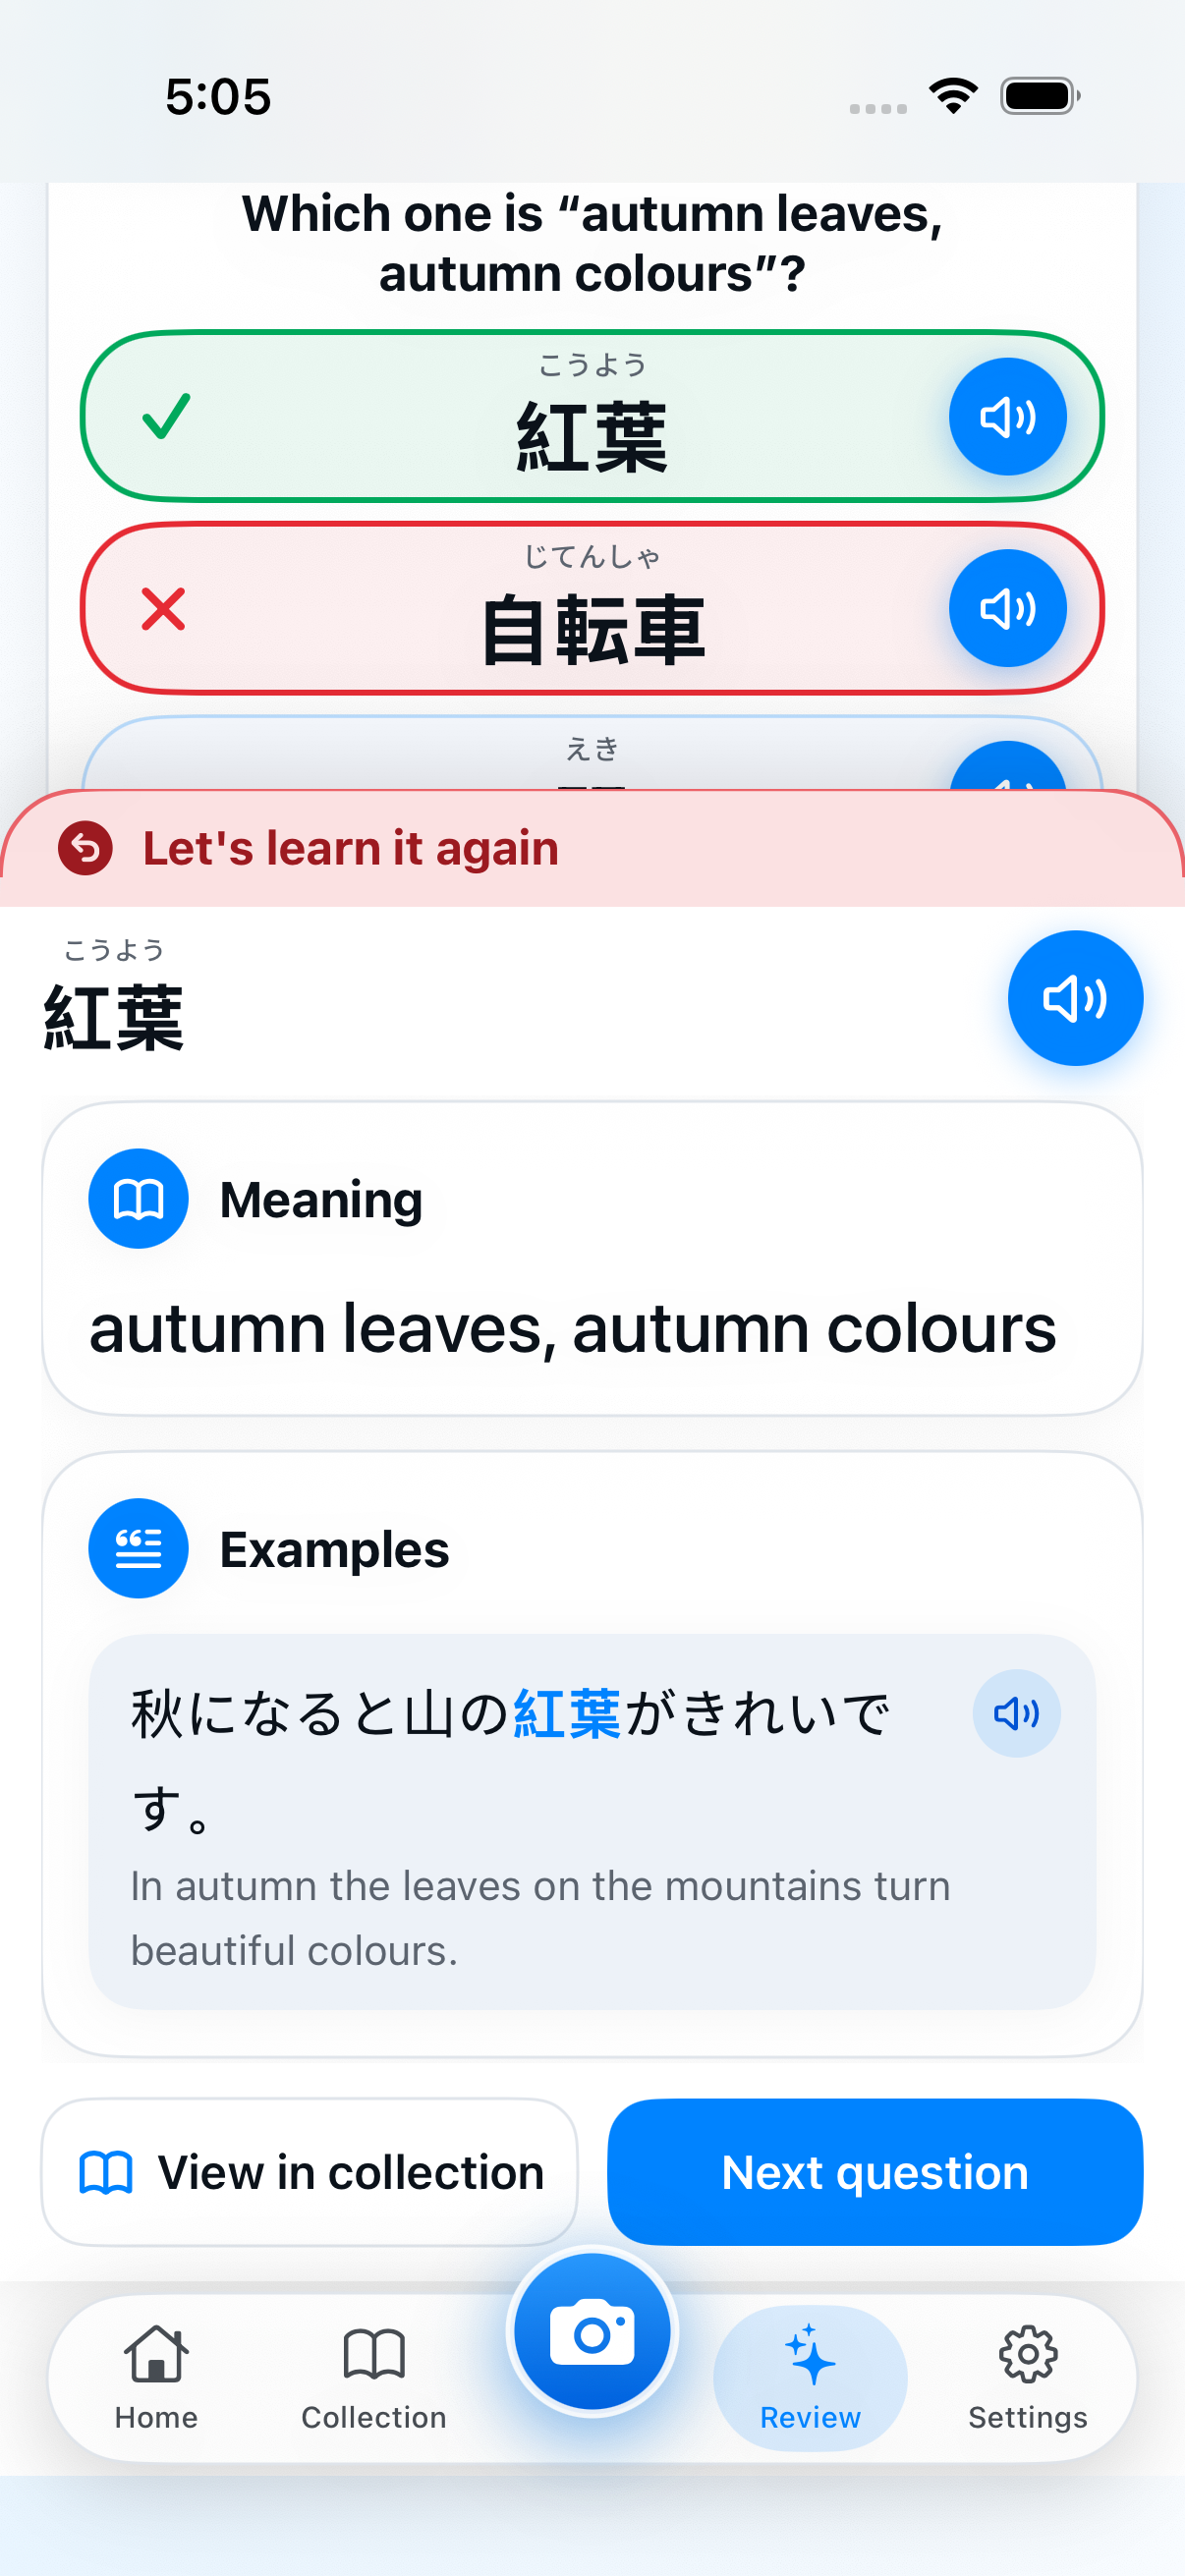 5:05
Which one is “autumn leaves,
autumn colours”?
こうよう
紅葉
じてんしゃ
自転車
えき
Let's learn it again
こうよう
紅葉
Meaning
autumn leaves, autumn colours
Examples
秋になると山の紅葉がきれいで
す。
In autumn the leaves on the mountains turn
beautiful colours.
View in collection
Next question
Home
Collection
Review
Settings